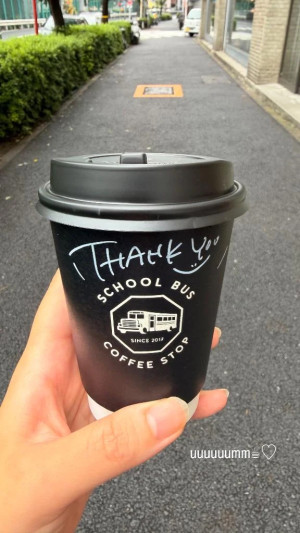 THANK you
SCHOOL BUS
SINCE 2017
COFFEE STOP
uuuuuumm≡♡